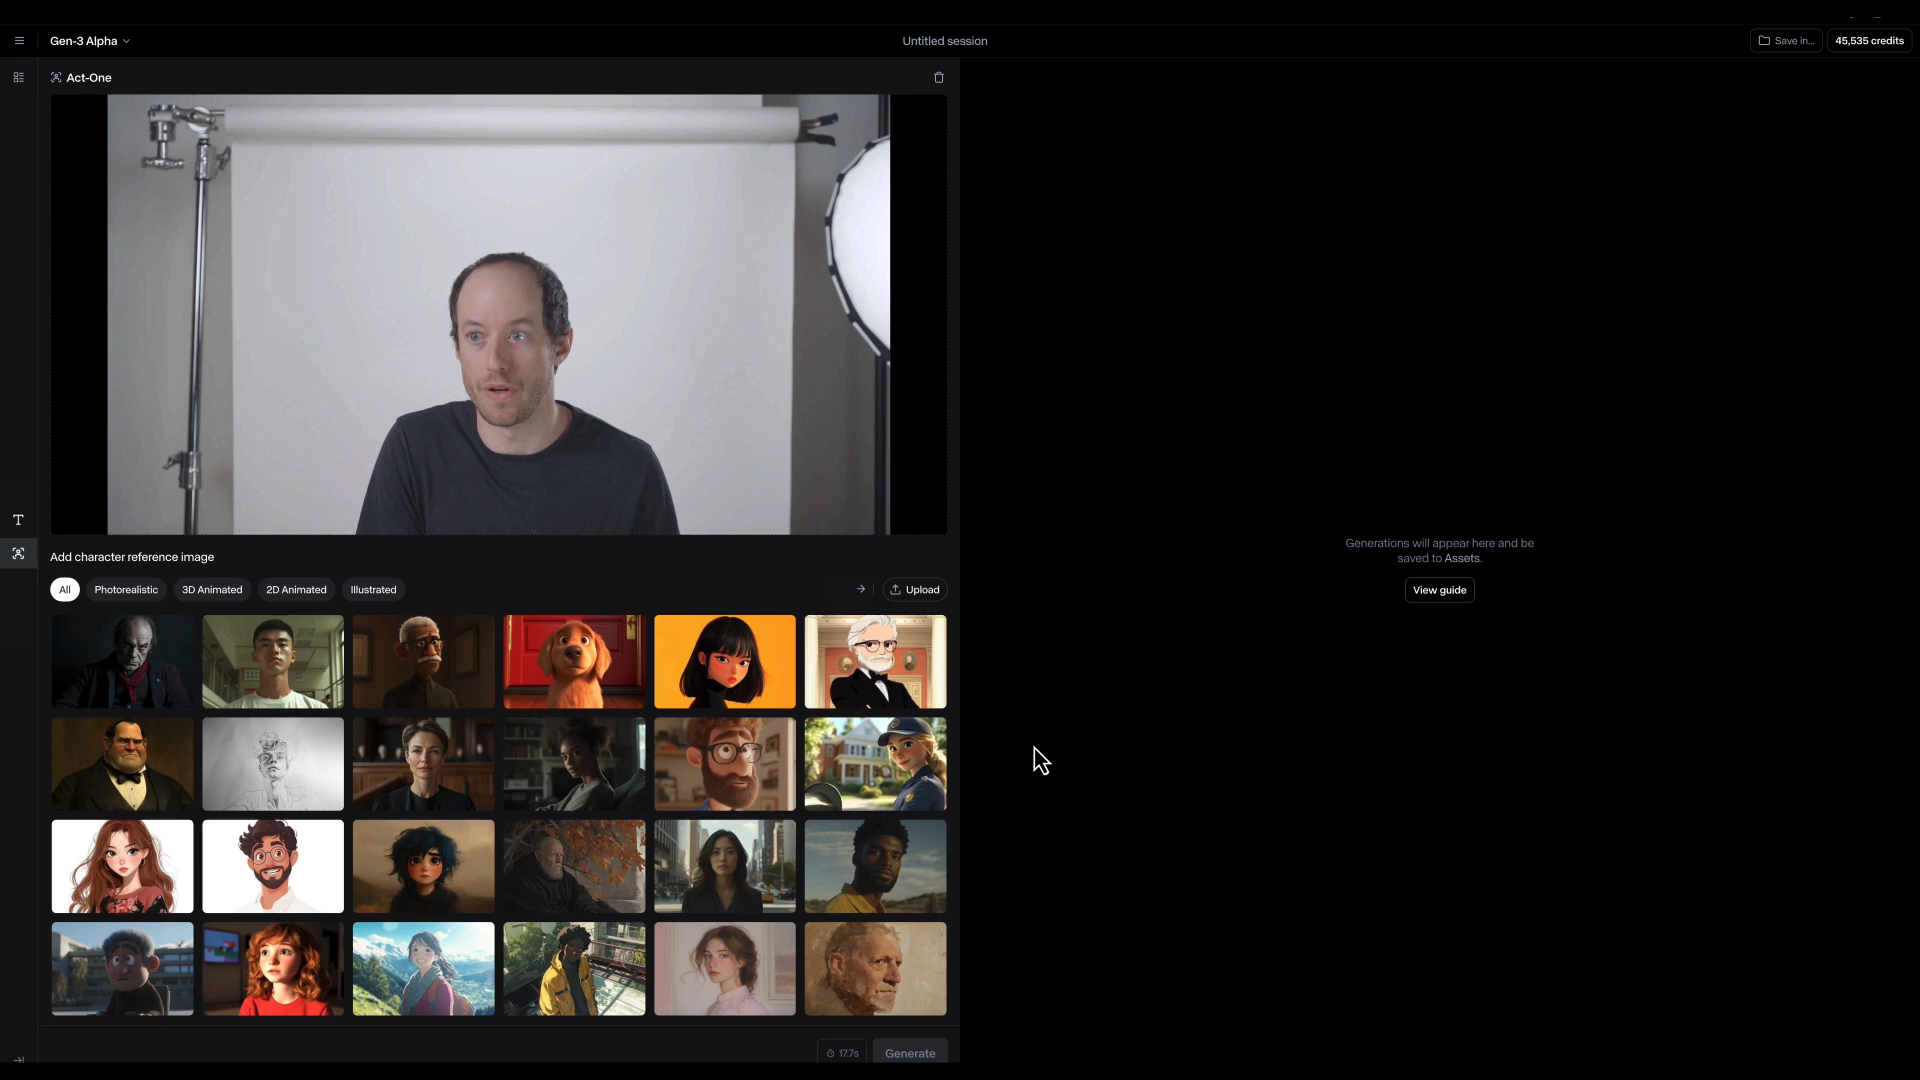 Gen-3 Alpha
Untitled session
Save in...
45,535 credits
Act-One
Add character reference image
All
Photorealistic
3D Animated
2D Animated
Illustrated
Upload
Generations will appear here and be
saved to Assets.
View guide
17.7s
Generate